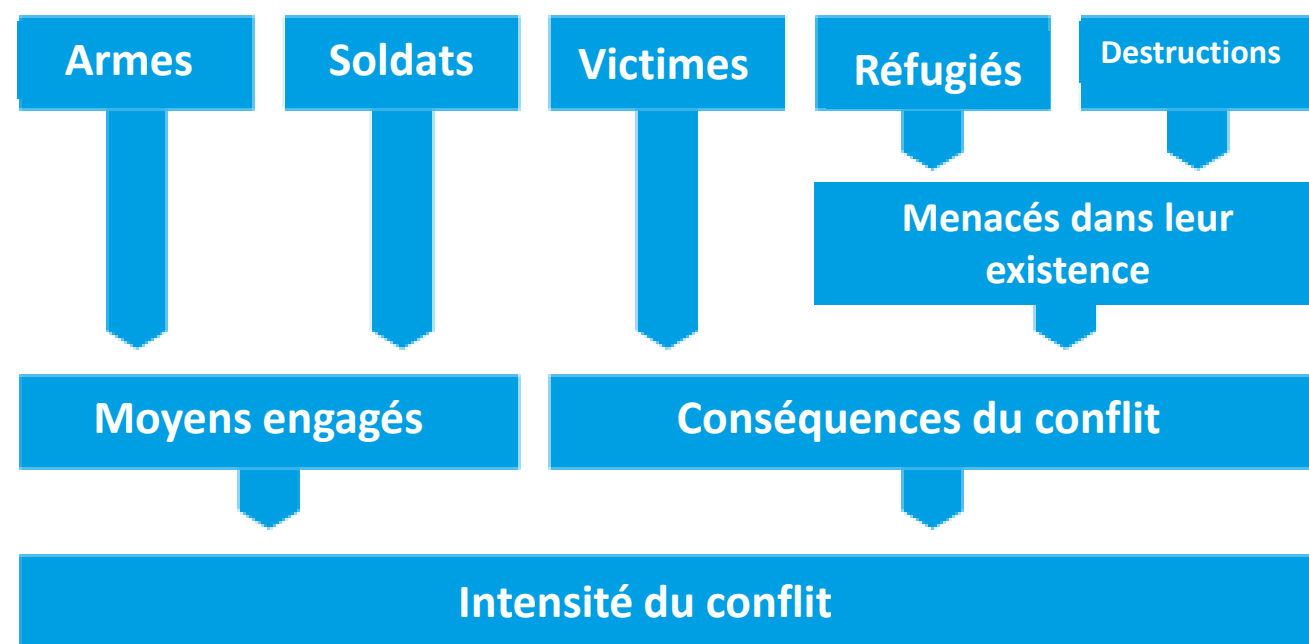 Armes
Soldats
Victimes
Réfugiés
Destructions
Menacés dans leur
existence
Moyens engagés
Conséquences du conflit
Intensité du conflit